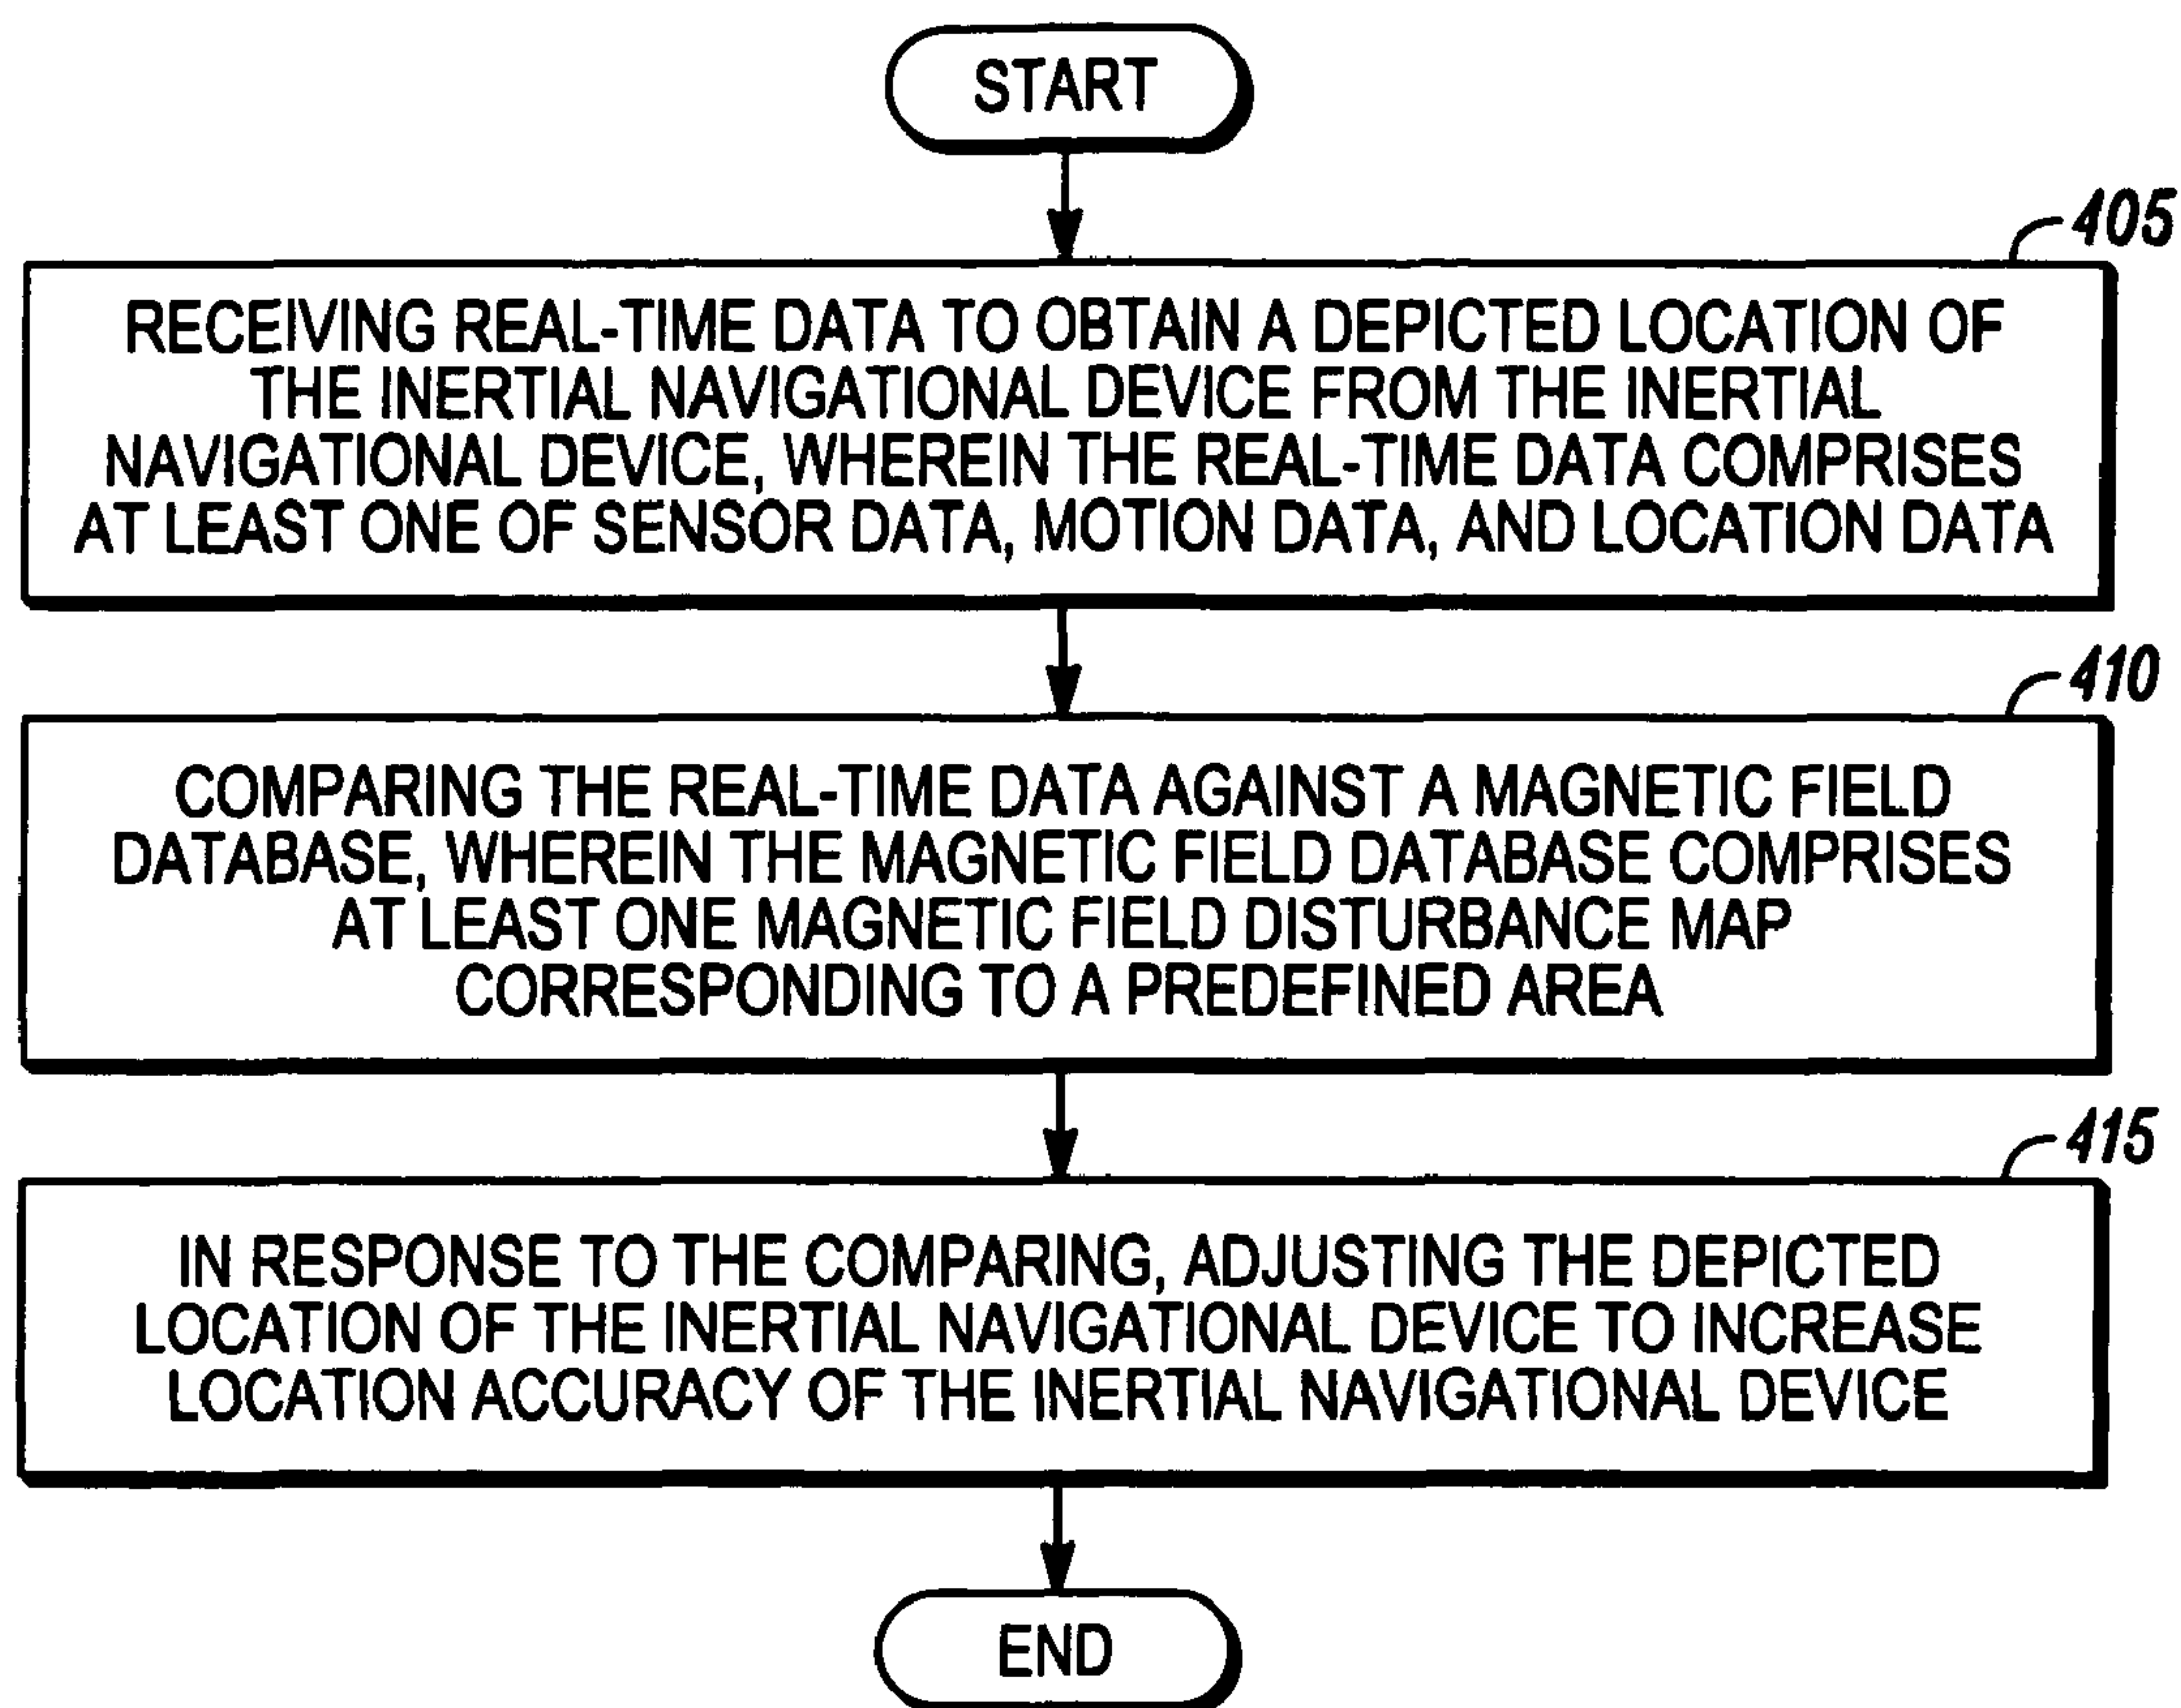 START
405
RECEIVING REAL-TIME DATA TO OBTAIN A DEPICTED LOCATION OF
THE INERTIAL NAVIGATIONAL DEVICE FROM THE INERTIAL
NAVIGATIONAL DEVICE, WHEREIN THE REAL-TIME DATA COMPRISES
AT LEAST ONE OF SENSOR DATA, MOTION DATA, AND LOCATION DATA
410
COMPARING THE REAL-TIME DATA AGAINST A MAGNETIC FIELD
DATABASE, WHEREIN THE MAGNETIC FIELD DATABASE COMPRISES
AT LEAST ONE MAGNETIC FIELD DISTURBANCE MAP
CORRESPONDING TO A PREDEFINED AREA
415
IN RESPONSE TO THE COMPARING, ADJUSTING THE DEPICTED
LOCATION OF THE INERTIAL NAVIGATIONAL DEVICE TO INCREASE
LOCATION ACCURACY OF THE INERTIAL NAVIGATIONAL DEVICE
END